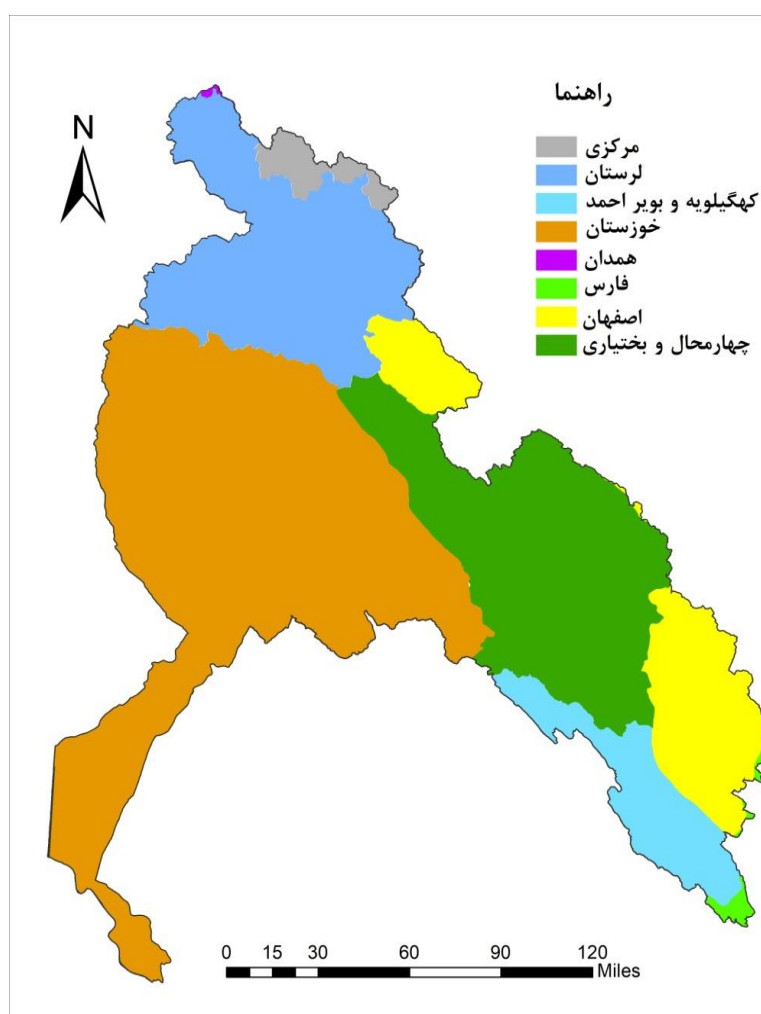 راهنما
N
مرکزی
لرستان
کهگیلویه و بویر احمد
خوزستان
همدان
فارس
اصفهان
چهارمحال و بختیاری
0 15 30 60 90 120
Miles